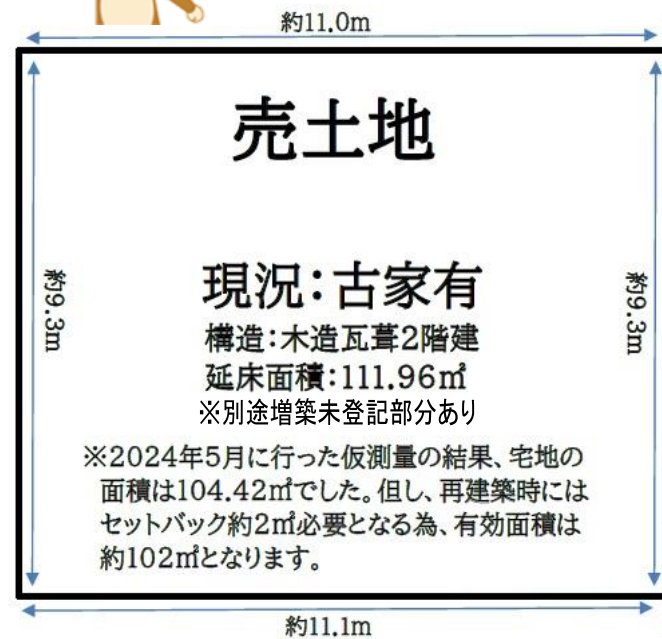 約11.0m
売土地
約9.3m
約9.3m
現況：古家有
構造：木造瓦葺2階建
延床面積：111.96㎡
※別途増築未登記部分あり
※2024年5月に行った仮測量の結果、宅地の
面積は104.42㎡でした。但し、再建築時には
セットバック約2㎡必要となる為、有効面積は
約102㎡となります。
約11.1m